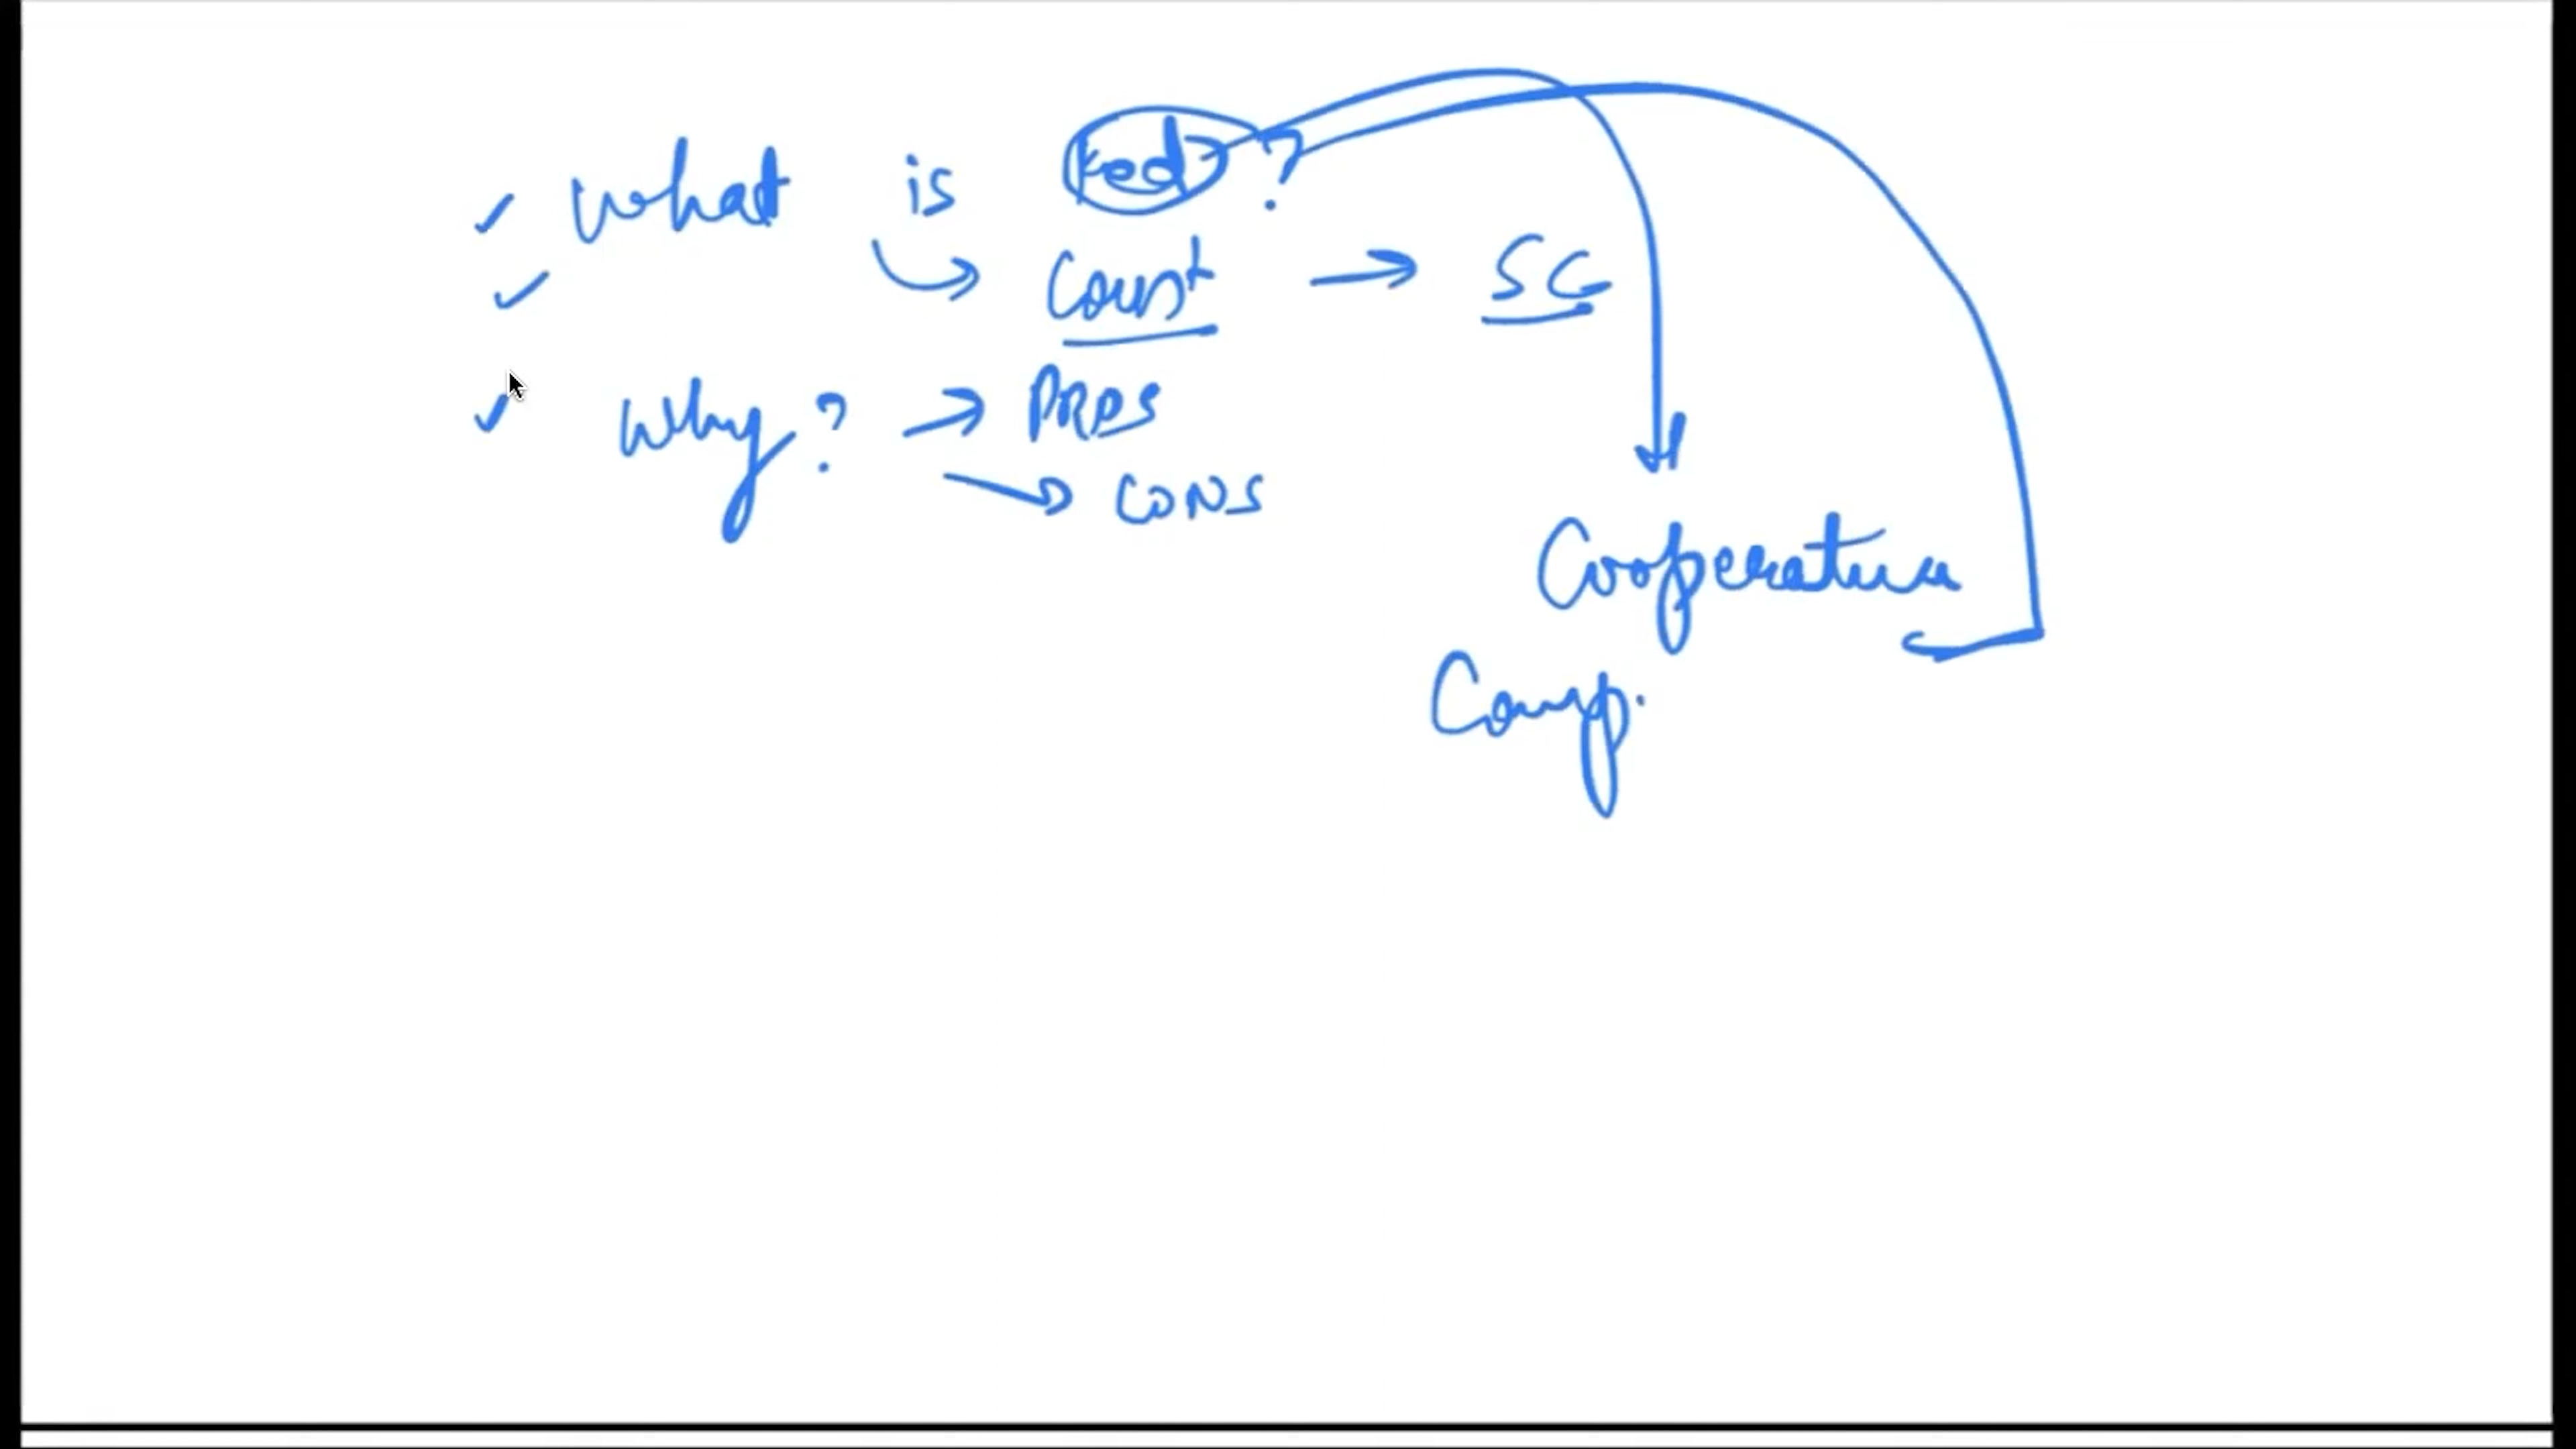 what is Fed?
Const → SC
why? → PROS
→ CONS
Cooperative
Comp.